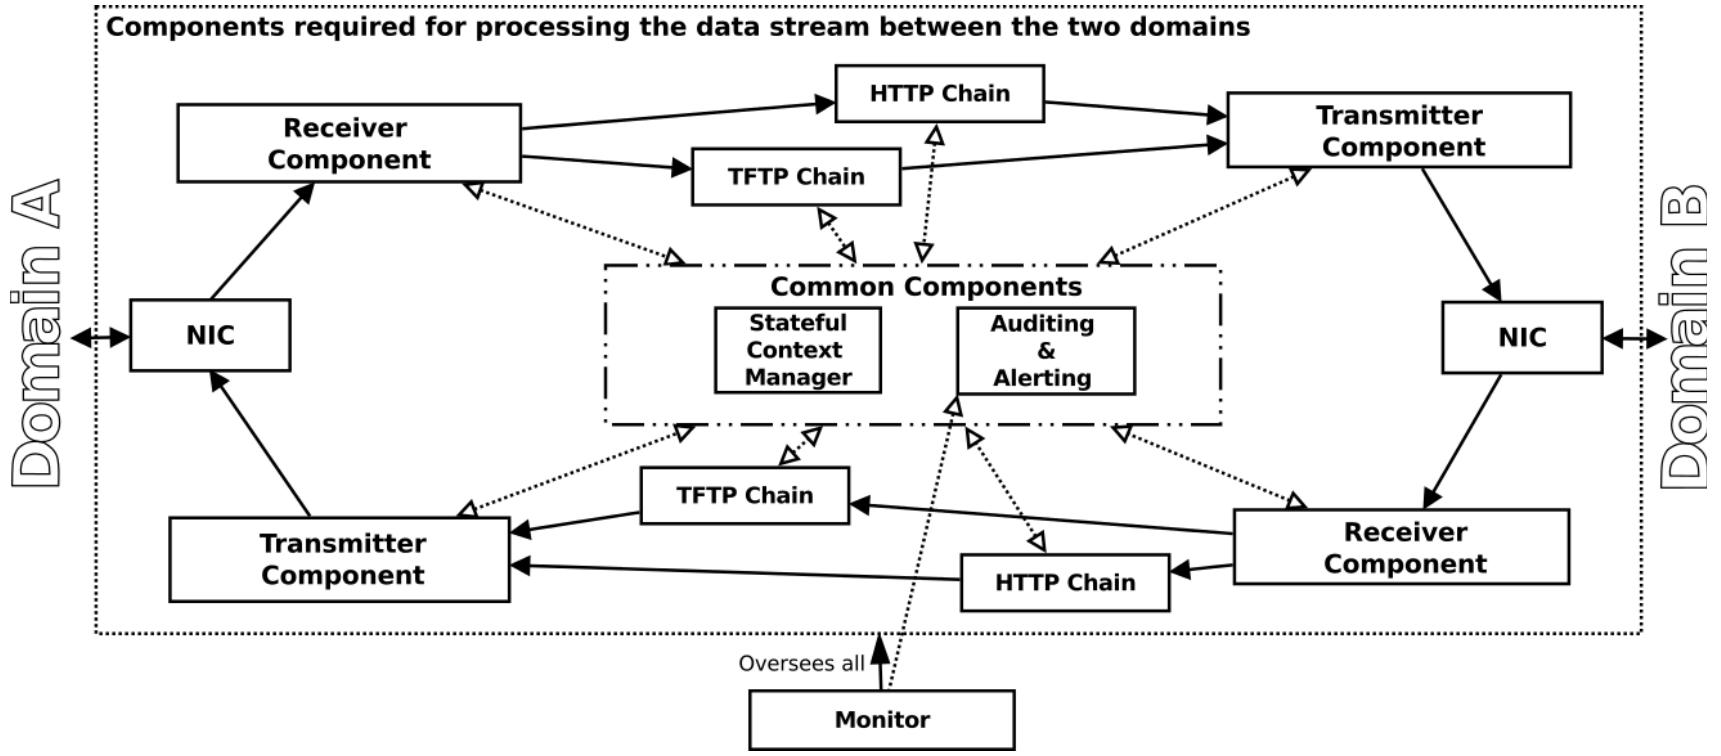 Components required for processing the data stream between the two domains
HTTP Chain
Receiver
Component
Transmitter
Component
TFTP Chain
Domain A
Domain B
Common Components
NIC
Stateful
Context
Manager
Auditing
&
Alerting
NIC
TFTP Chain
Transmitter
Component
Receiver
Component
HTTP Chain
Oversees all
Monitor